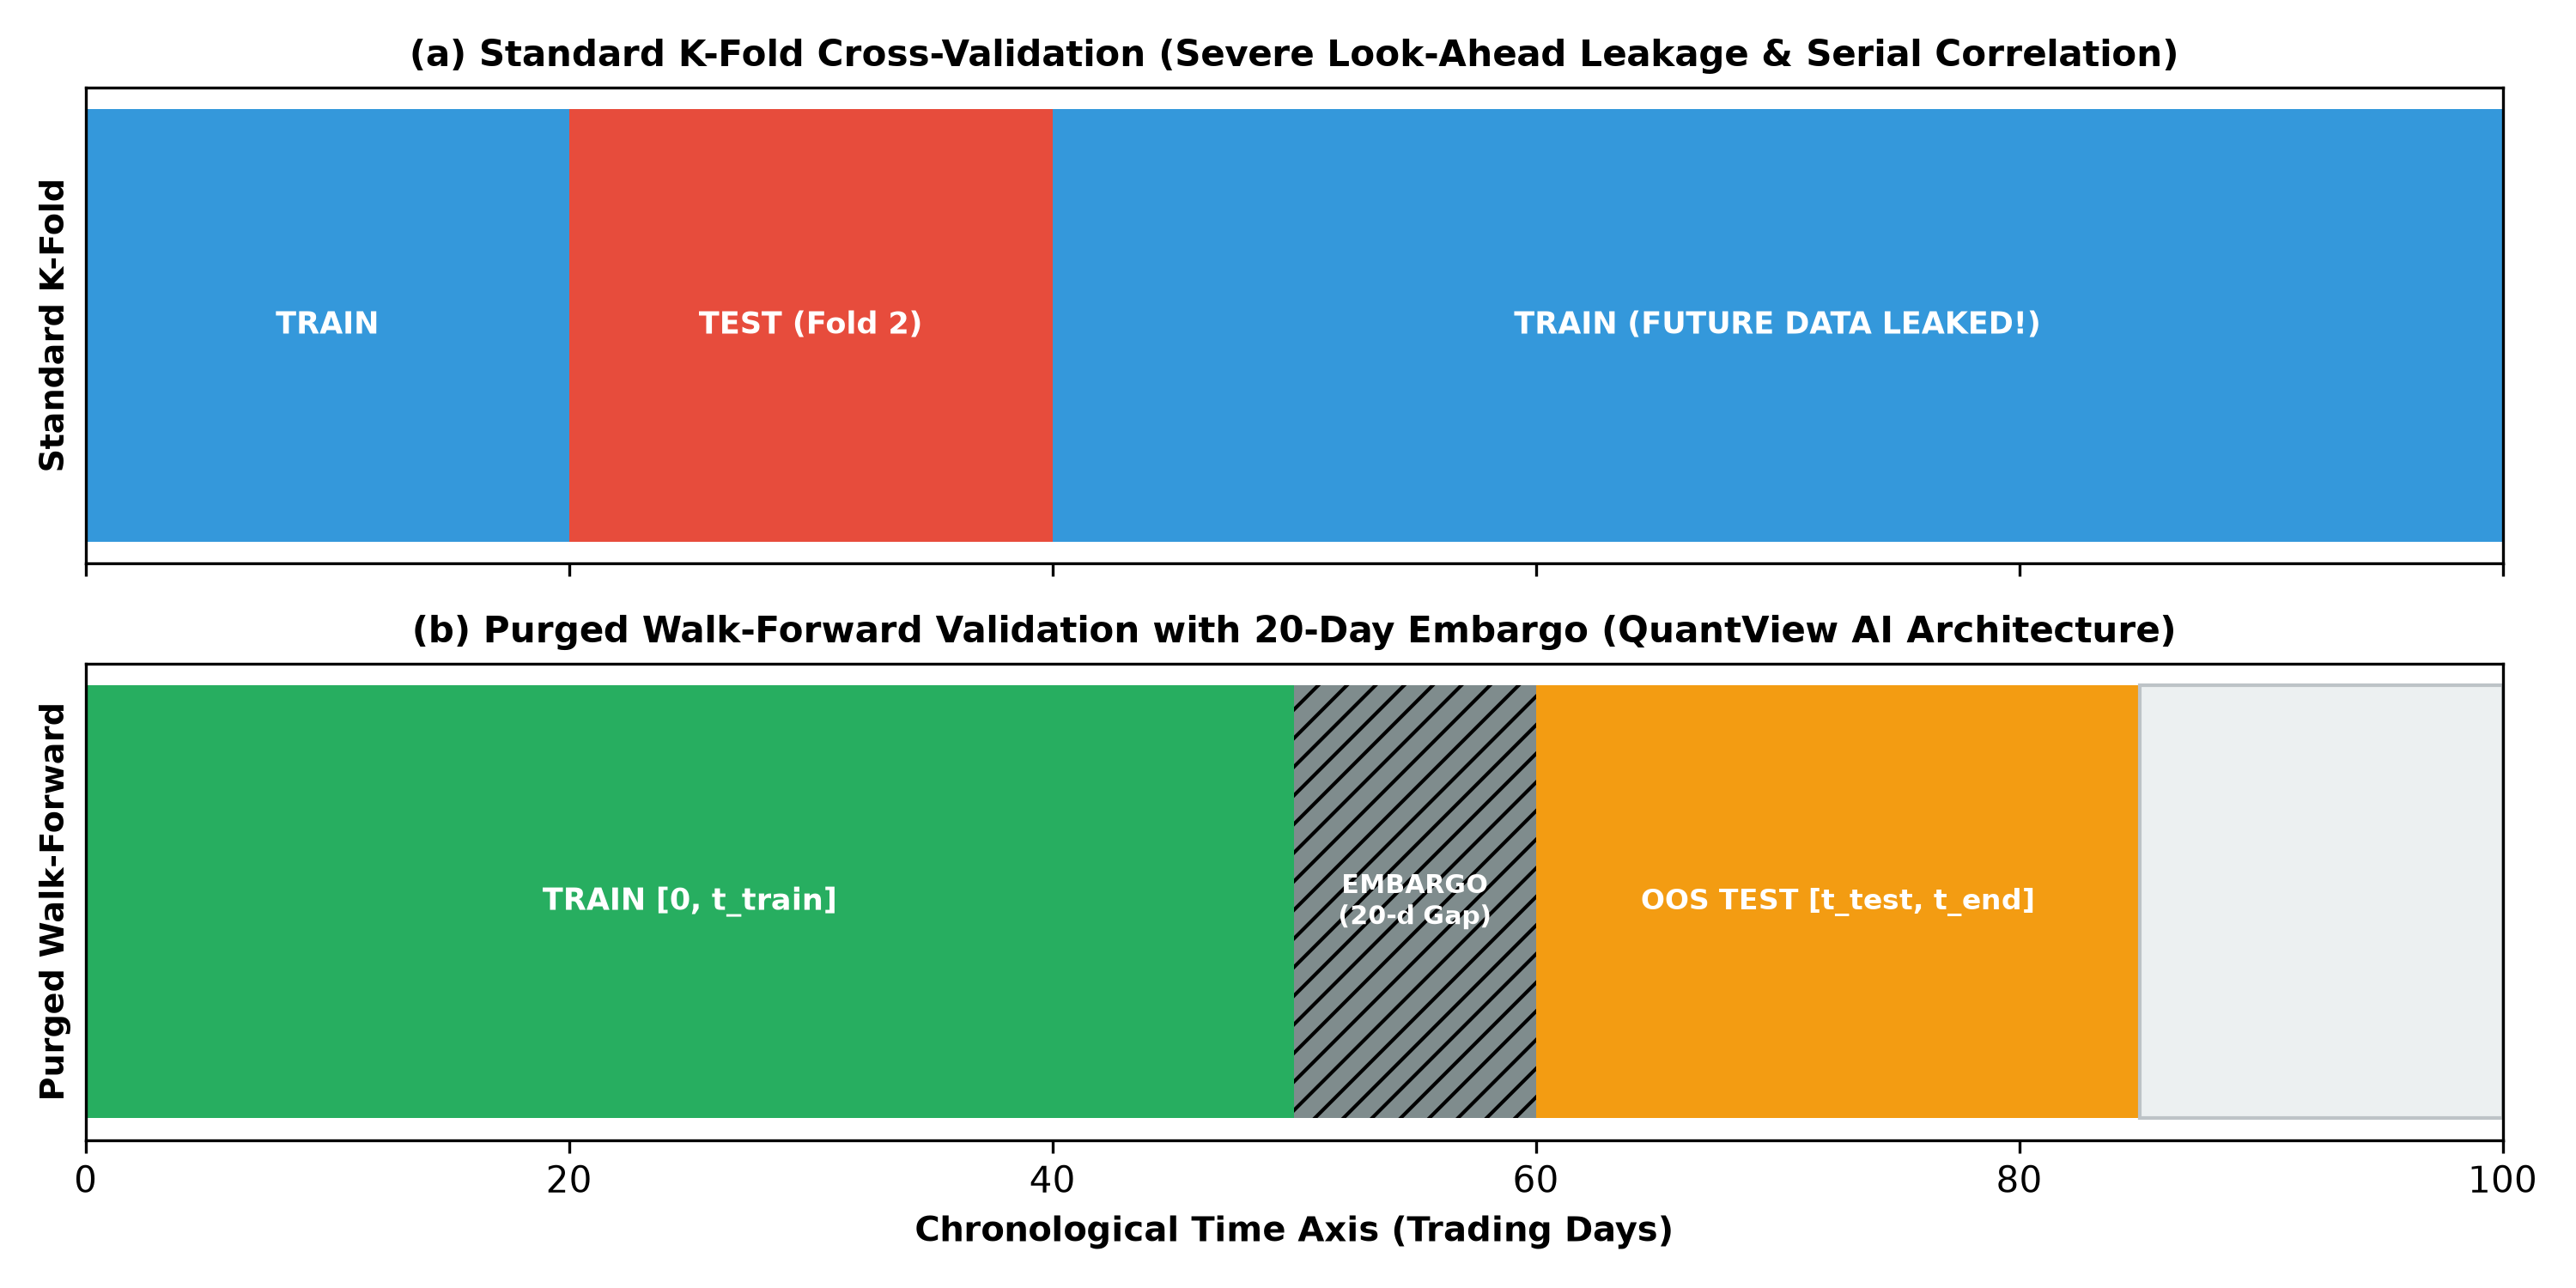 (a) Standard K-Fold Cross-Validation (Severe Look-Ahead Leakage & Serial Correlation)
Standard K-Fold
TRAIN
TEST (Fold 2)
TRAIN (FUTURE DATA LEAKED!)
(b) Purged Walk-Forward Validation with 20-Day Embargo (QuantView AI Architecture)
Purged Walk-Forward
TRAIN [0, t_train]
EMBARGO
(20-d Gap)
OOS TEST [t_test, t_end]
0 20 40 60 80 100
Chronological Time Axis (Trading Days)